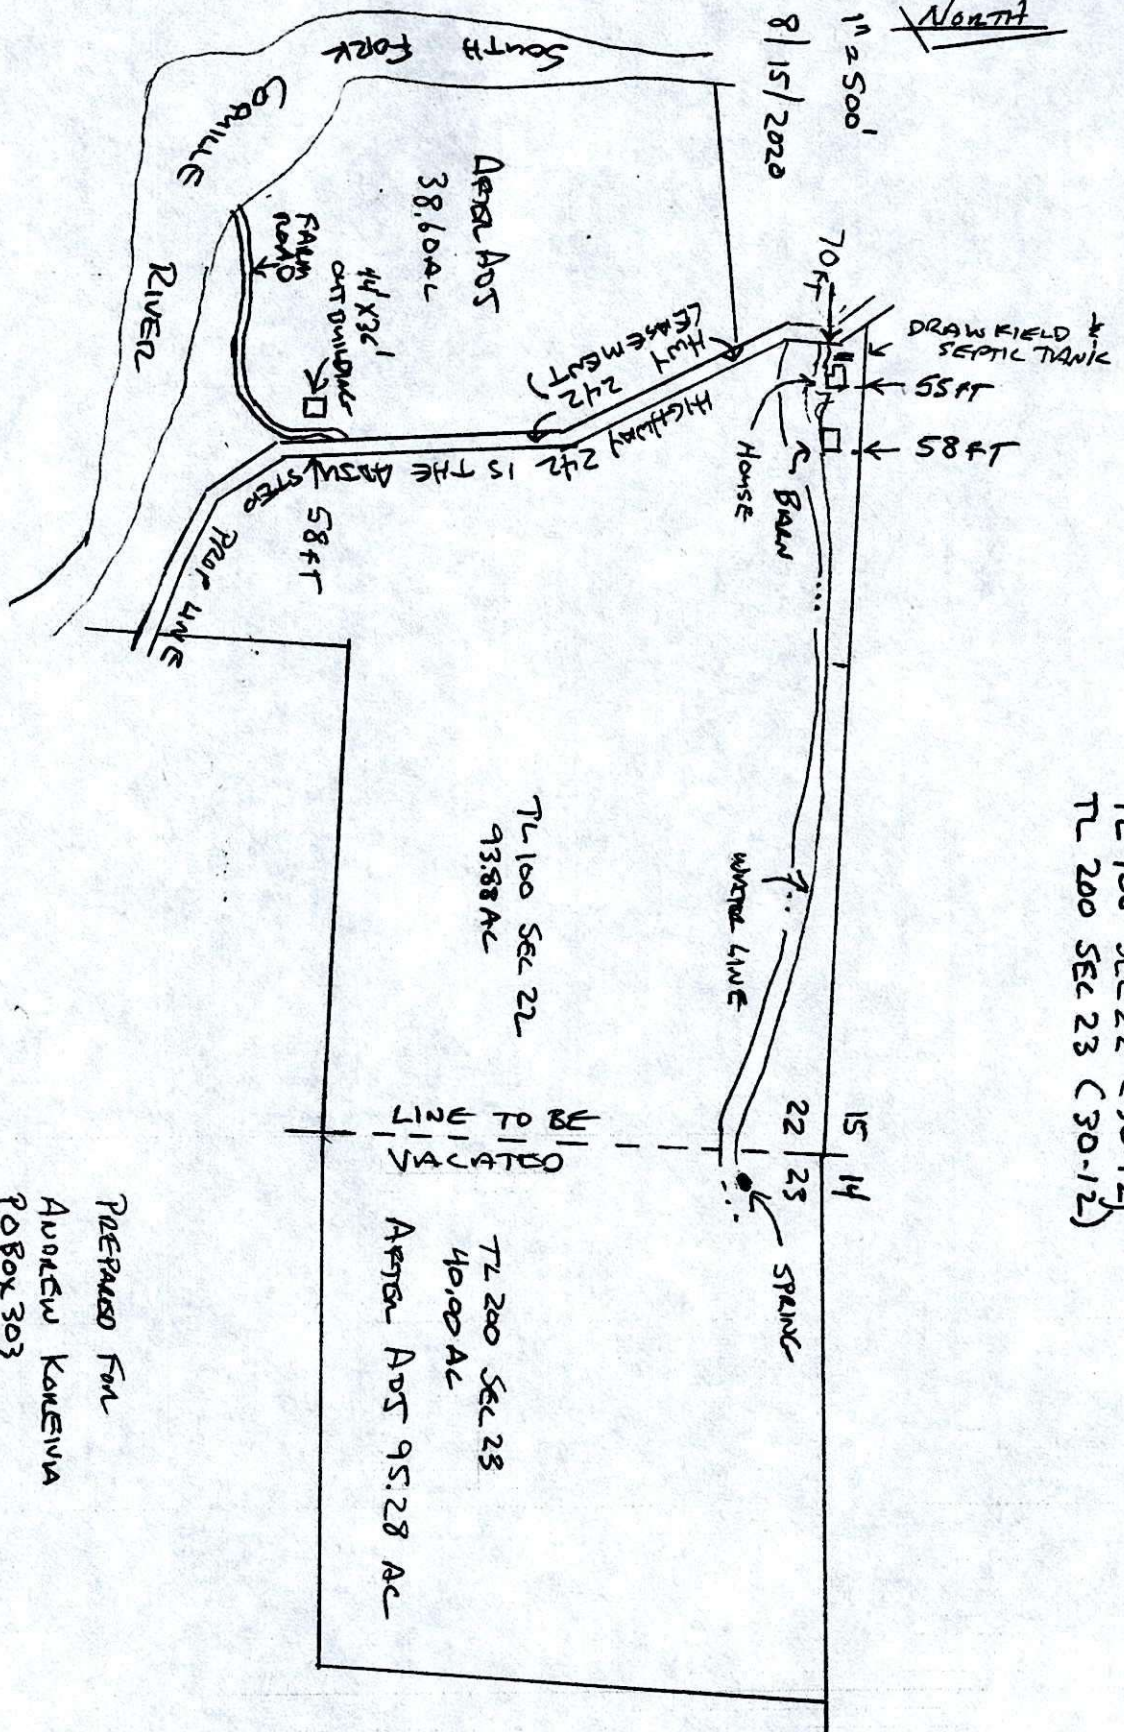 NORTH
1" = 500'
8/15/2020
TL 200 SEC 23 (30-12)
DRAW FIELD &
SEPTIC TANK
70 FT
55 FT
58 FT
HOUSE
BARN
SOUTH FORK
COQUILLE
RIVER
AFTER ADJ
38.60 AC
FARM
ROAD
44' X 36'
OUTBUILDING
HWY 242
EASEMENT
HIGHWAY 242 IS THE ADJUSTED PROP LINE
58 FT
WATER LINE
TL 100 SEC 22
93.88 AC
15 14
22 23
SPRING
LINE TO BE
VACATED
TL 200 SEC 23
40.00 AC
AFTER ADJ 95.28 AC
PREPARED FOR
ANDREW
PO BOX 303